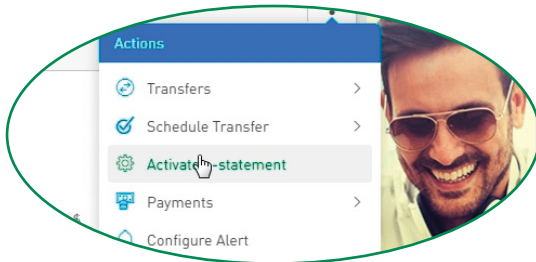 Actions
Transfers
Schedule Transfer
Activate -statement
Payments
$
Configure Alert